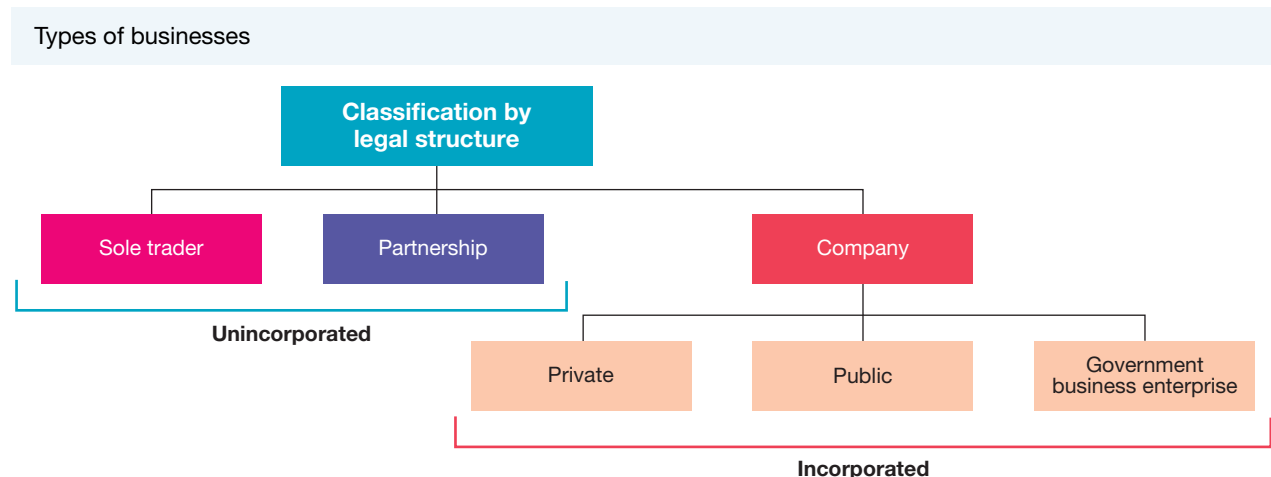 Types of businesses
Classification by
legal structure
Sole trader
Partnership
Company
Unincorporated
Private
Public
Government
business enterprise
Incorporated